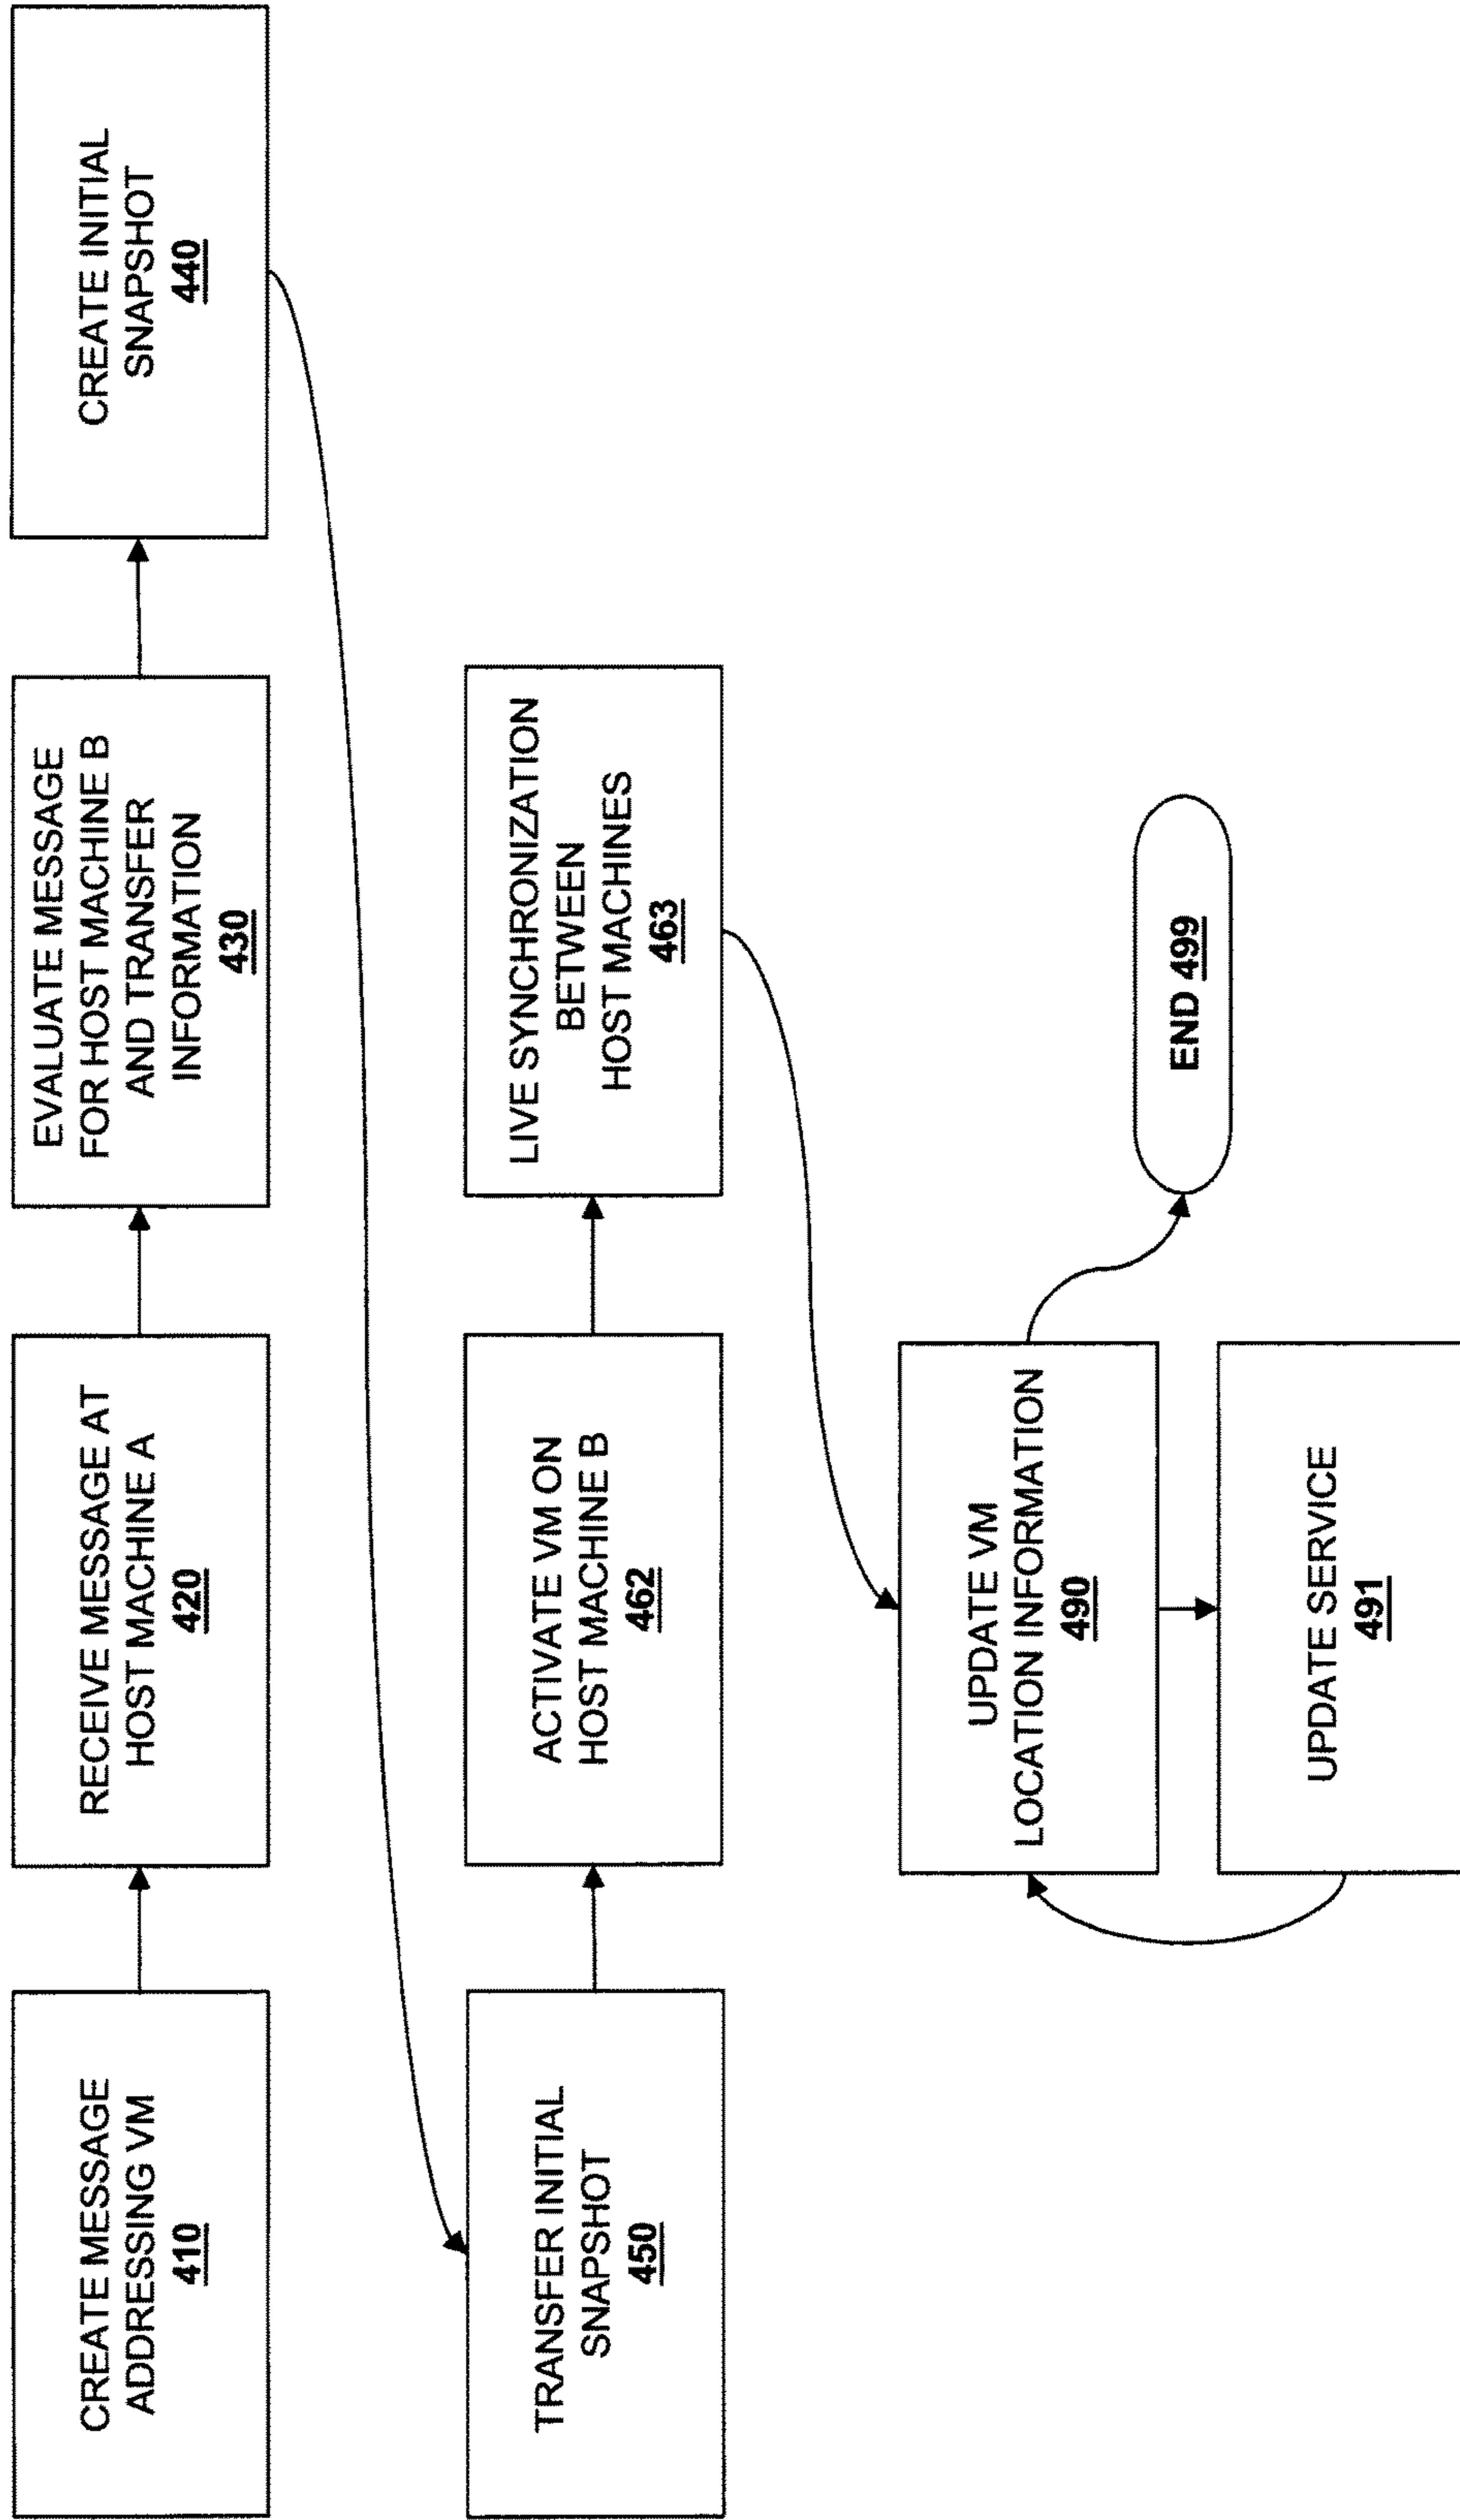 CREATE MESSAGE
ADDRESSING VM
410
RECEIVE MESSAGE AT
HOST MACHINE A
420
EVALUATE MESSAGE
FOR HOST MACHINE B
AND TRANSFER
INFORMATION
430
CREATE INITIAL
SNAPSHOT
440
TRANSFER INITIAL
SNAPSHOT
450
ACTIVATE VM ON
HOST MACHINE B
462
LIVE SYNCHRONIZATION
BETWEEN
HOST MACHINES
463
UPDATE VM
LOCATION INFORMATION
490
END 499
UPDATE SERVICE
491